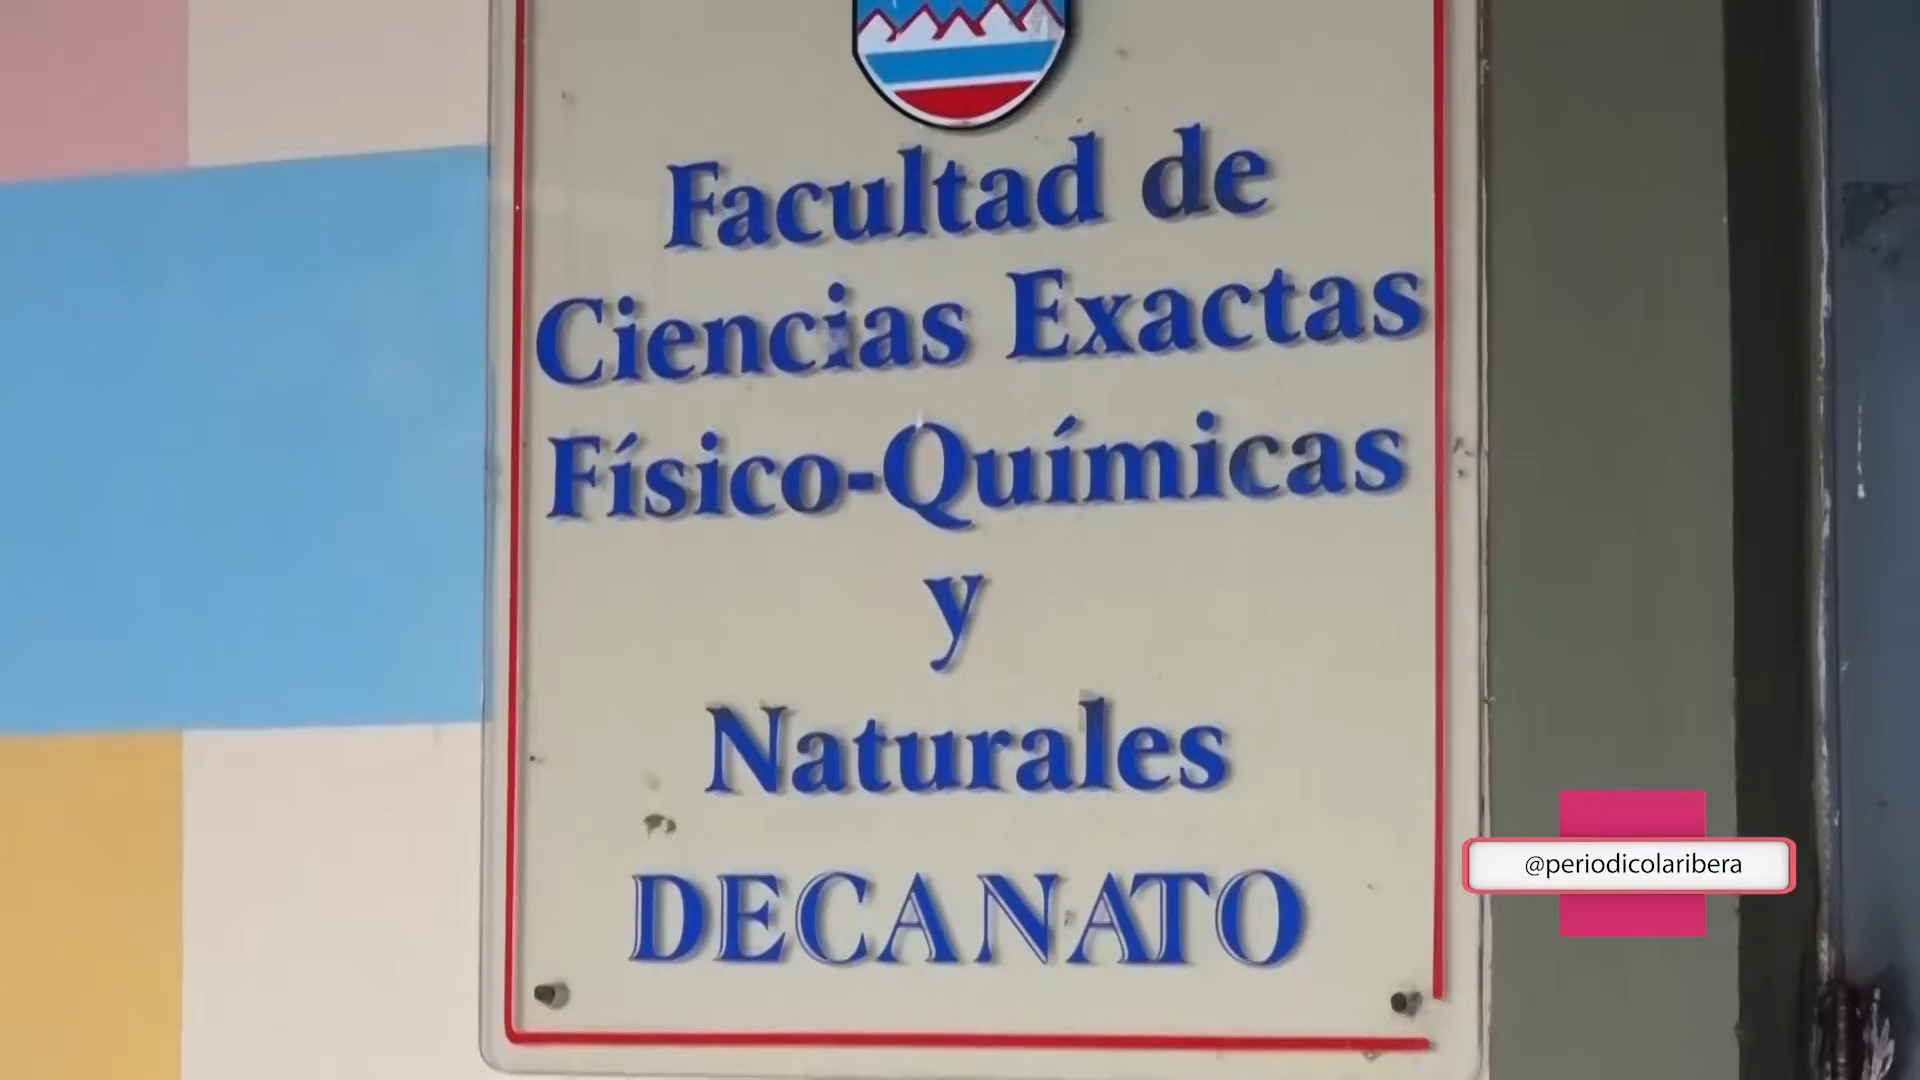 Facultad de
Ciencias Exactas
Físico-Químicas
y
Naturales
DECANATO
@periodicolaribera